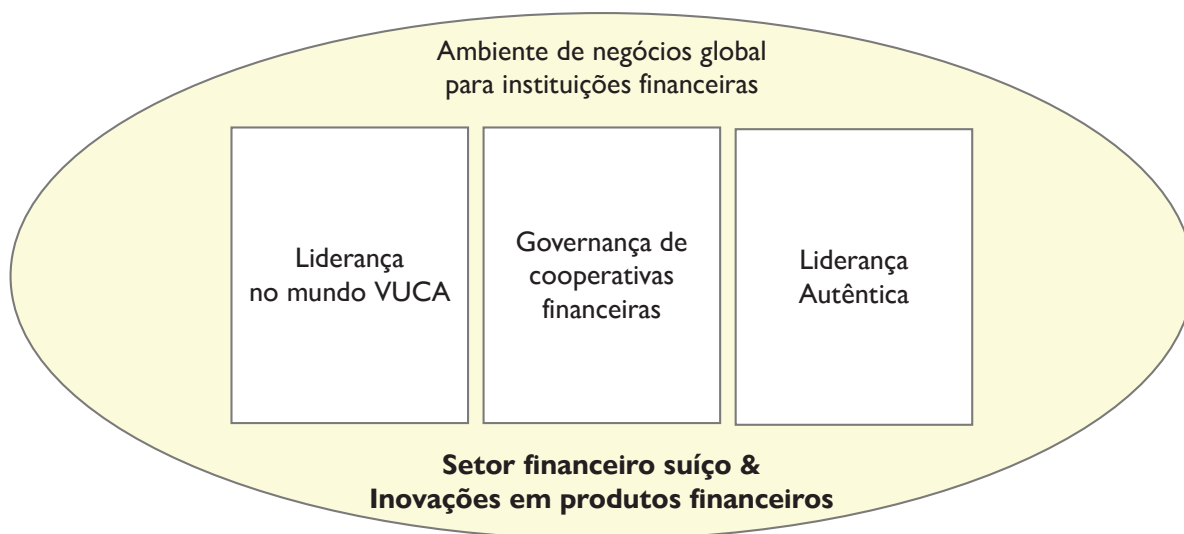 Ambiente de negócios global
para instituições financeiras
Liderança
no mundo VUCA
Governança de
cooperativas
financeiras
Liderança
Autêntica
Setor financeiro suíço &
Inovações em produtos financeiros